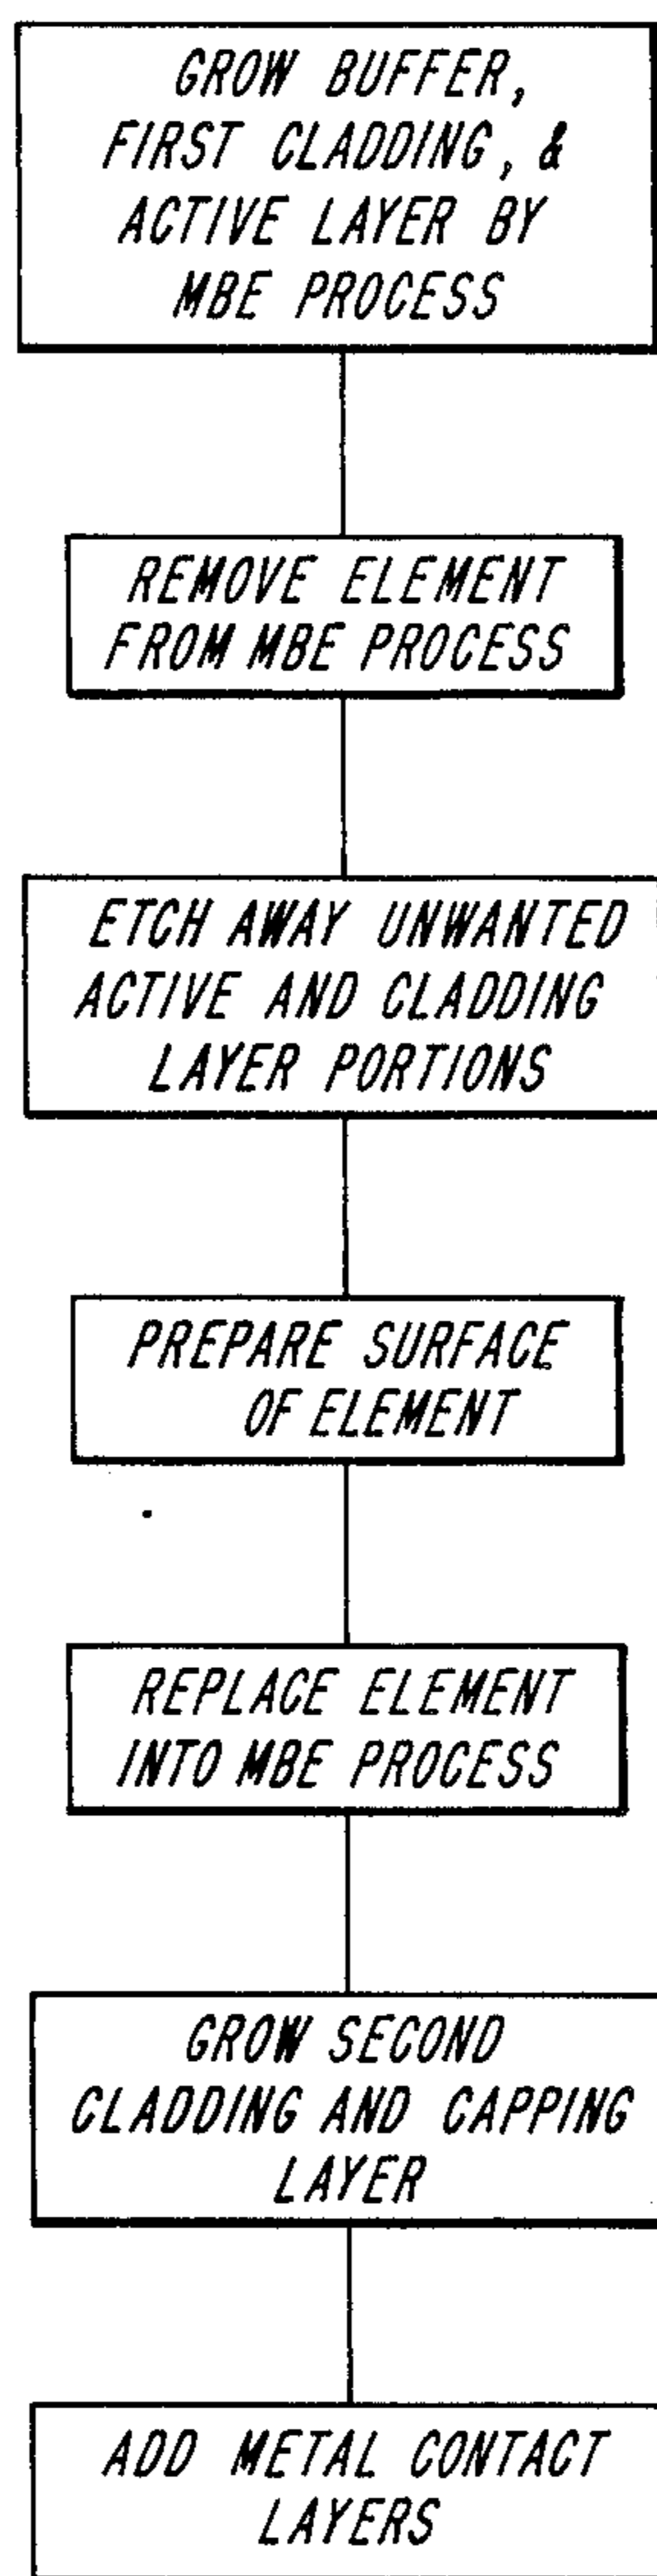 GROW BUFFER,
FIRST CLADDING, &
ACTIVE LAYER BY
MBE PROCESS
REMOVE ELEMENT
FROM MBE PROCESS
ETCH AWAY UNWANTED
ACTIVE AND CLADDING
LAYER PORTIONS
PREPARE SURFACE
OF ELEMENT
REPLACE ELEMENT
INTO MBE PROCESS
GROW SECOND
CLADDING AND CAPPING
LAYER
ADD METAL CONTACT
LAYERS